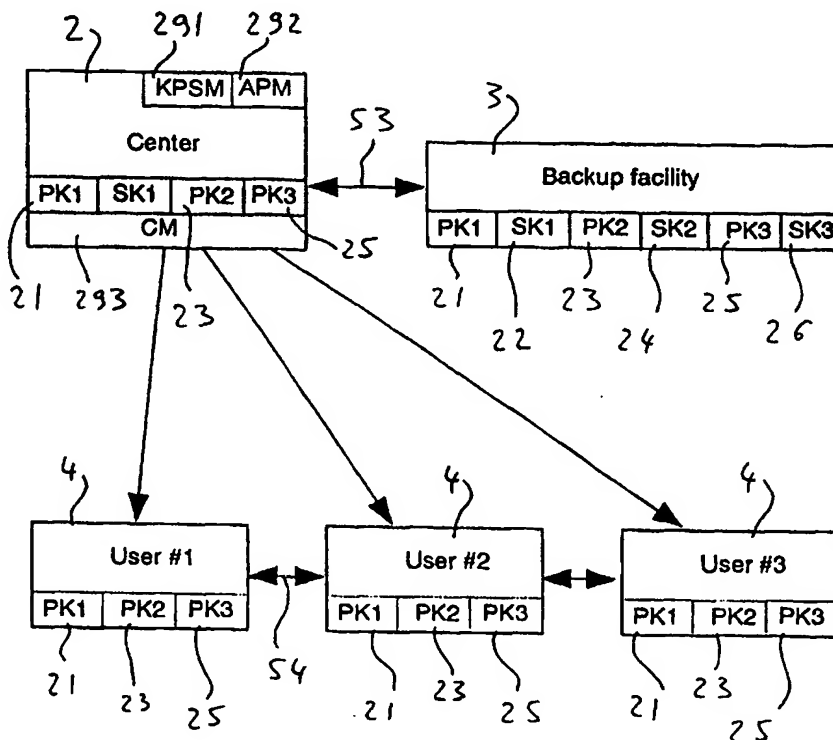 2 291 292
KPSM APM
Center
53
3
Backup facility
PK1 SK1 PK2 PK3
PK1 SK1 PK2 SK2 PK3 SK3
CM
21 293 23 25
21 22 23 24 25 26
4 4 4
User #1 User #2 User #3
PK1 PK2 PK3 PK1 PK2 PK3 PK1 PK2 PK3
21 23 25 54 21 23 25 21 23 25